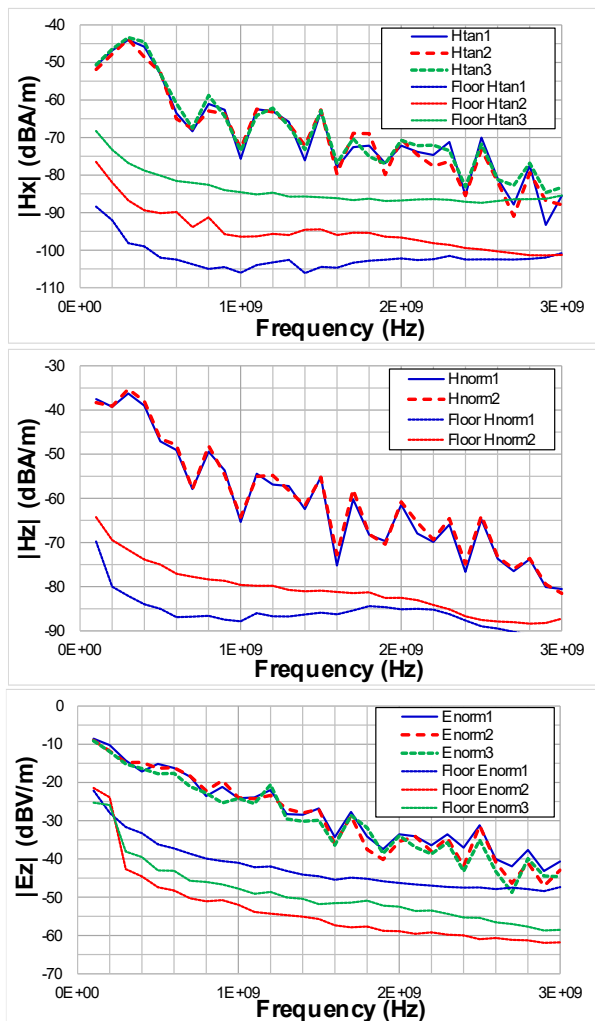 -40
-50
-60
-70
-80
-90
-100
-110
|Hx| (dBA/m)
Htan1
Htan2
Htan3
Floor Htan1
Floor Htan2
Floor Htan3
0E+00
1E+09
2E+09
3E+09
Frequency (Hz)
-30
-40
-50
-60
-70
-80
-90
|Hz| (dBA/m)
Hnorm1
Hnorm2
Floor Hnorm1
Floor Hnorm2
0E+00
1E+09
2E+09
3E+09
Frequency (Hz)
0
-10
-20
-30
-40
-50
-60
-70
|Ez| (dBV/m)
Enorm1
Enorm2
Enorm3
Floor Enorm1
Floor Enorm2
Floor Enorm3
0E+00
1E+09
2E+09
3E+09
Frequency (Hz)